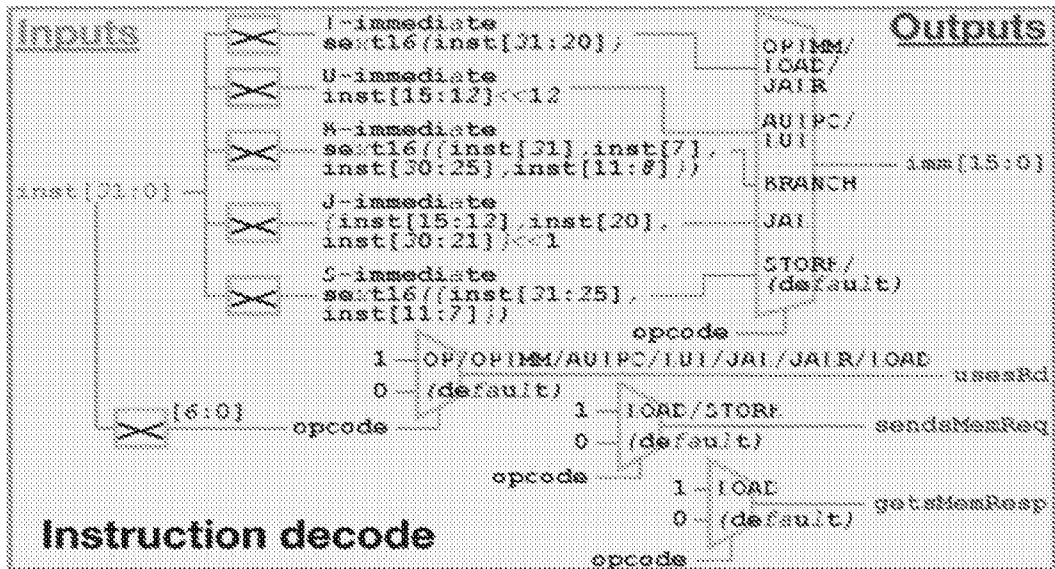 Inputs
Outputs
I-immediate
sext16(inst[31:20])
U-immediate
inst[15:12]<<12
B-immediate
sext16({inst[31],inst[7],
inst[30:25],inst[11:8]})
J-immediate
{inst[15:12],inst[20],
inst[30:21]}<<1
S-immediate
sext16({inst[31:25],
inst[11:7]})
inst[31:0]
OPIMM/
LOAD/
JALR
AUIPC/
LUI
BRANCH
JAL
STORE/
(default)
imm[15:0]
opcode
1
OP/OPIMM/AUIPC/LUI/JAL/JALR/LOAD
0
(default)
usesRd
[6:0]
opcode
1
LOAD/STORE
0
(default)
sendsMemReq
opcode
1
LOAD
0
(default)
getsMemResp
opcode
Instruction decode